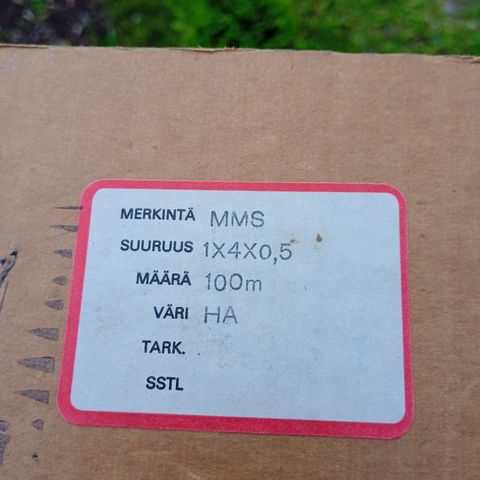 MERKINTÄ MMS
SUURUUS 1X4X0,5
MÄÄRÄ 100m
VÄRI HA
TARK.
SSTL